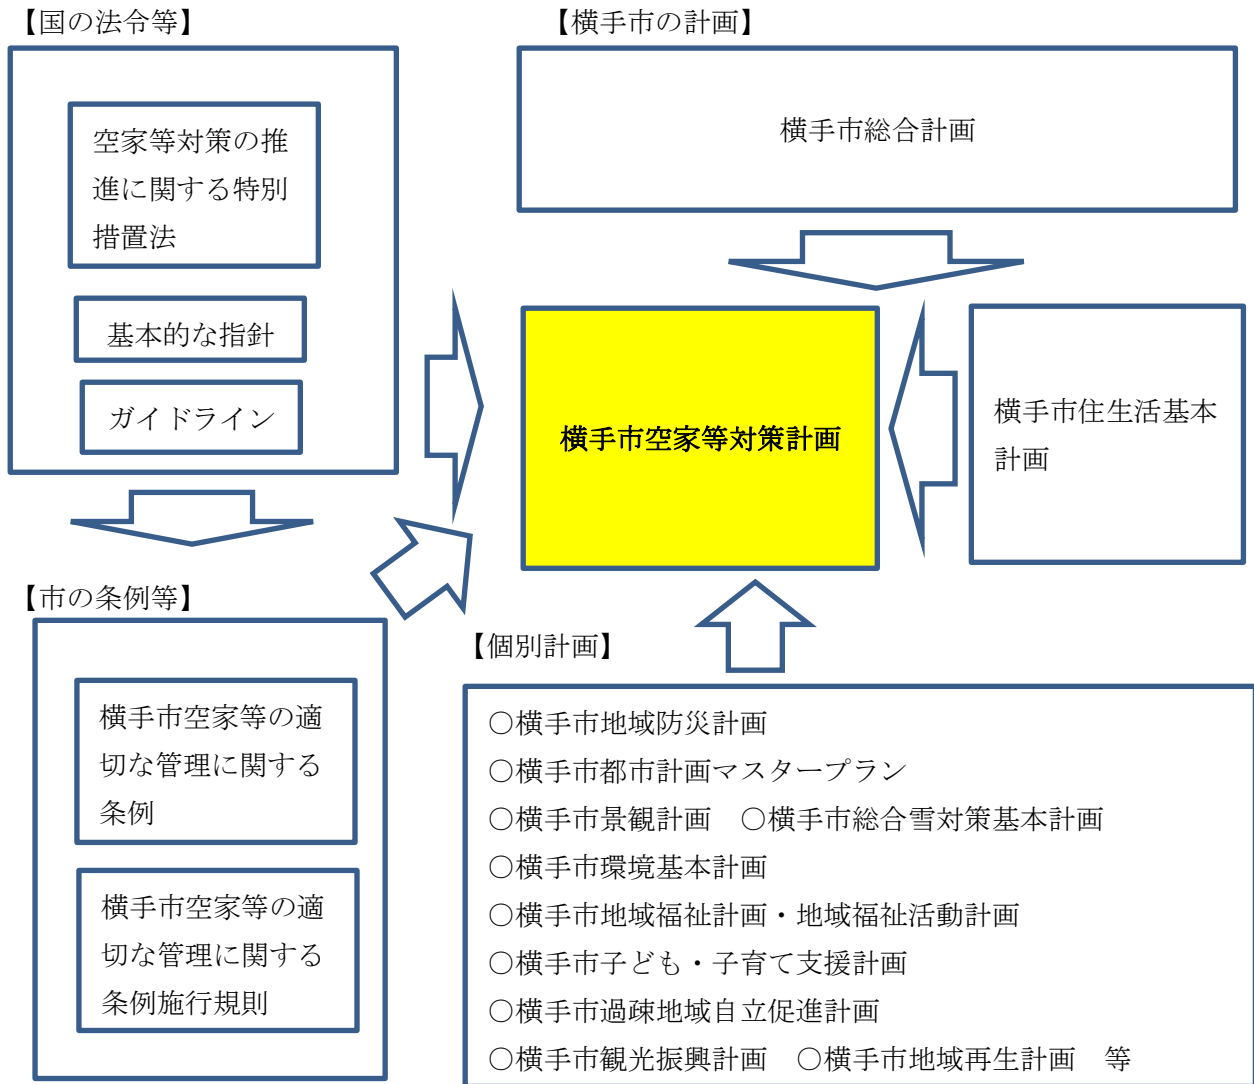 【国の法令等】
空家等対策の推
進に関する特別
措置法
基本的な指針
ガイドライン
【横手市の計画】
横手市総合計画
横手市空家等対策計画
横手市住生活基本
計画
【市の条例等】
横手市空家等の適
切な管理に関する
条例
横手市空家等の適
切な管理に関する
条例施行規則
【個別計画】
○横手市地域防災計画
○横手市都市計画マスタープラン
○横手市景観計画　○横手市総合雪対策基本計画
○横手市環境基本計画
○横手市地域福祉計画・地域福祉活動計画
○横手市子ども・子育て支援計画
○横手市過疎地域自立促進計画
○横手市観光振興計画　○横手市地域再生計画　等